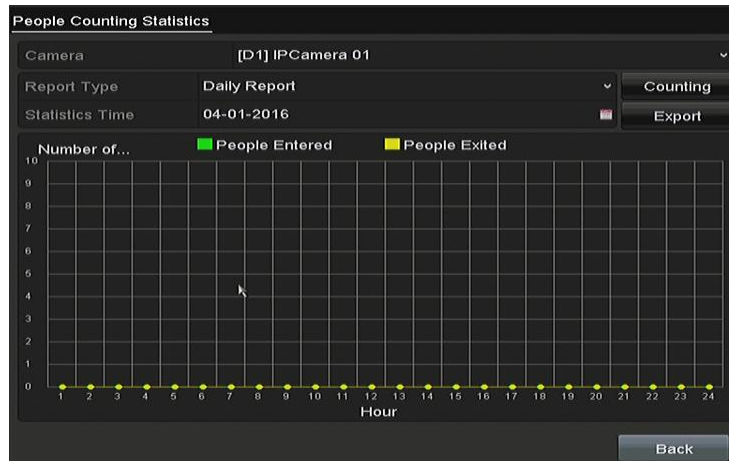 People Counting Statistics
Camera [D1] IPCamera 01
Report Type Daily Report Counting
Statistics Time 04-01-2016 Export
Number of... People Entered People Exited
10
9
8
7
6
5
4
3
2
1
0
1 2 3 4 5 6 7 8 9 10 11 12 13 14 15 16 17 18 19 20 21 22 23 24
Hour
Back